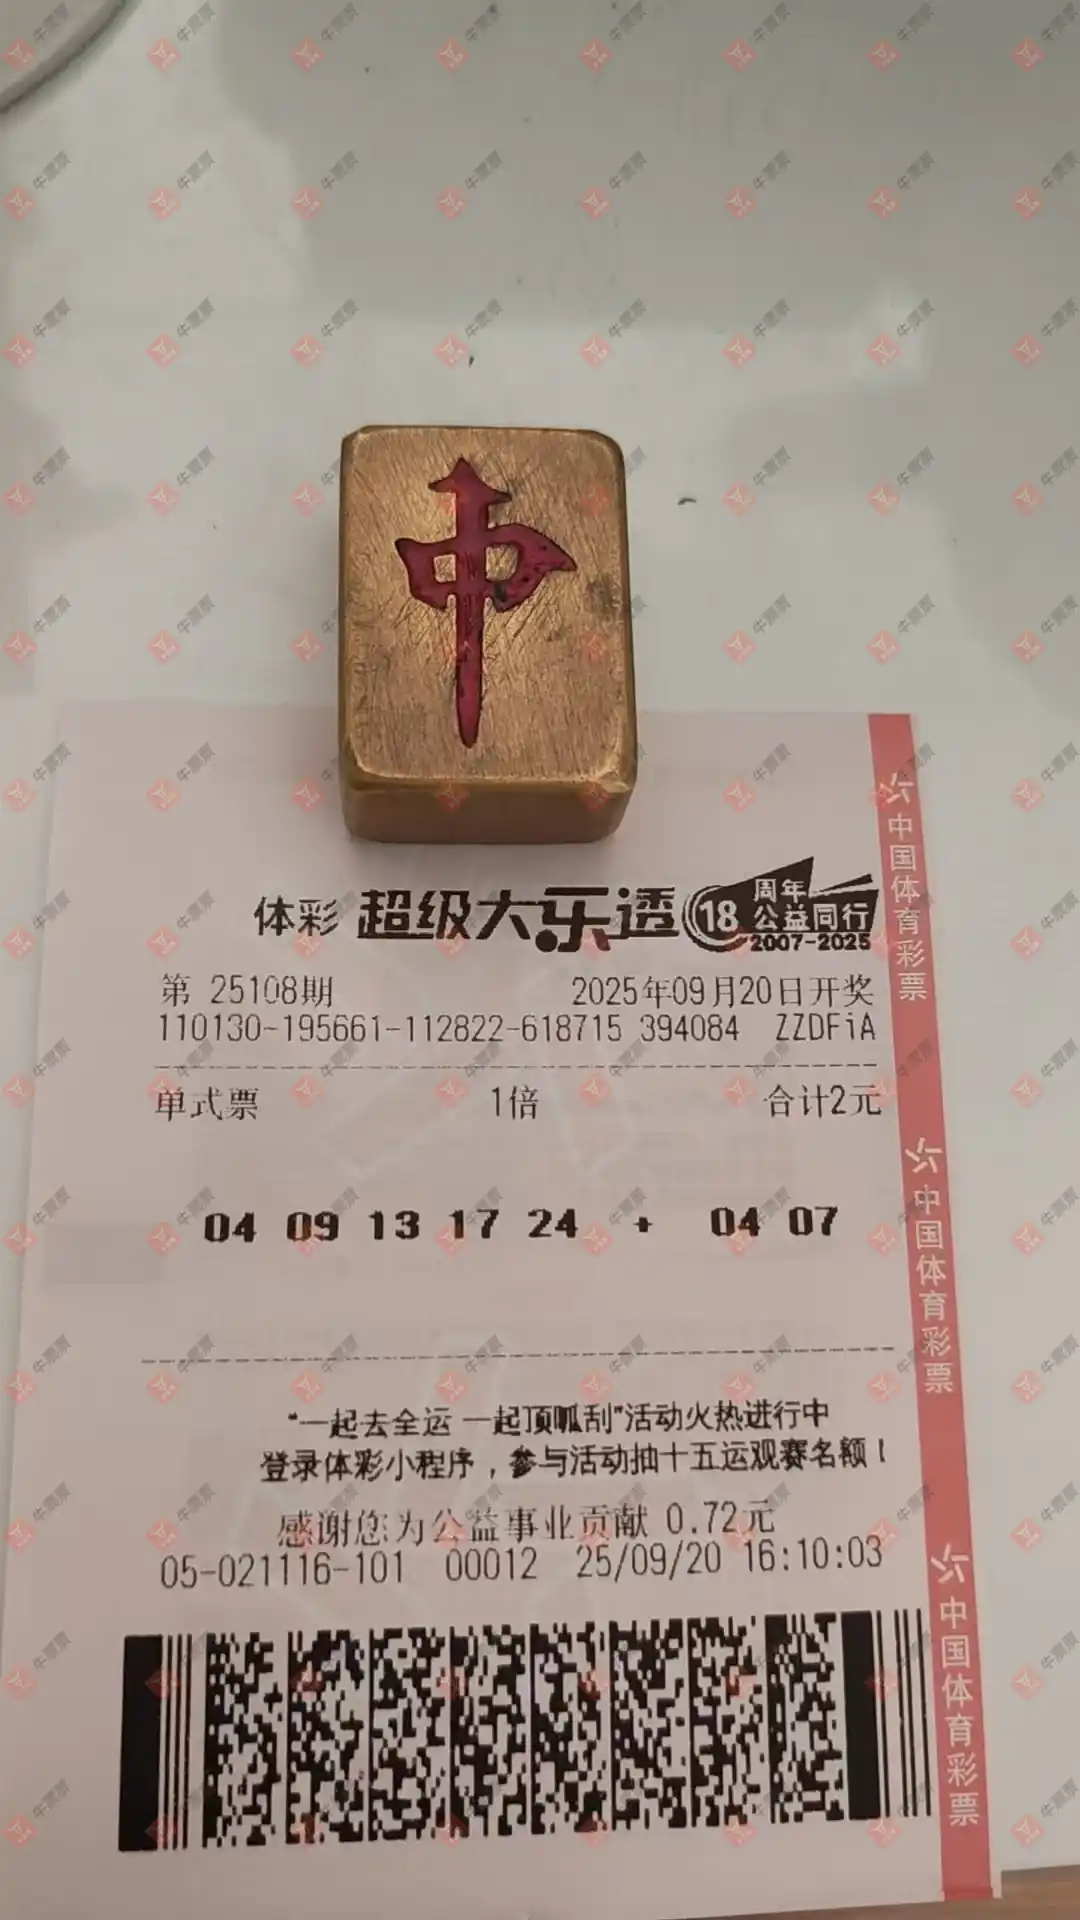 中
体彩 超级大乐透 18 周年 公益同行 2007-2025
第 25108期 2025年09月20日开奖
110130-195661-112822-618715 394084 ZZDFiA
单式票 1倍 合计2元
04 09 13 17 24 + 04 07
“一起去全运 一起顶呱刮”活动火热进行中
登录体彩小程序，参与活动抽十五运观赛名额！
感谢您为公益事业贡献 0.72元
05-021116-101 00012 25/09/20 16:10:03
中国体育彩票
中国体育彩票
中国体育彩票
牛票票